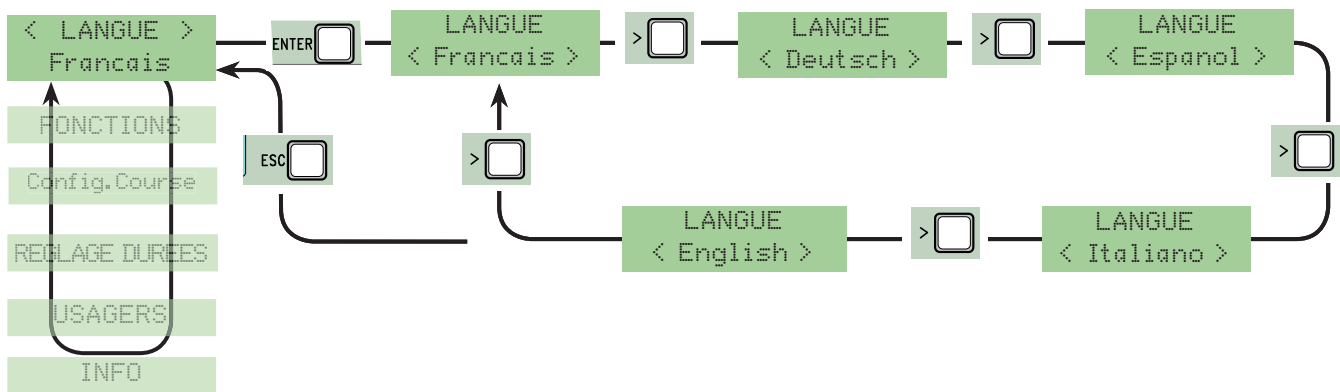 < LANGUE >
Francais
ENTER
LANGUE
< Francais >
>
LANGUE
< Deutsch >
>
LANGUE
< Espanol >
>
LANGUE
< Italiano >
>
LANGUE
< English >
>
ESC
FONCTIONS
Config.Course
REGLAGE DUREES
USAGERS
INFO